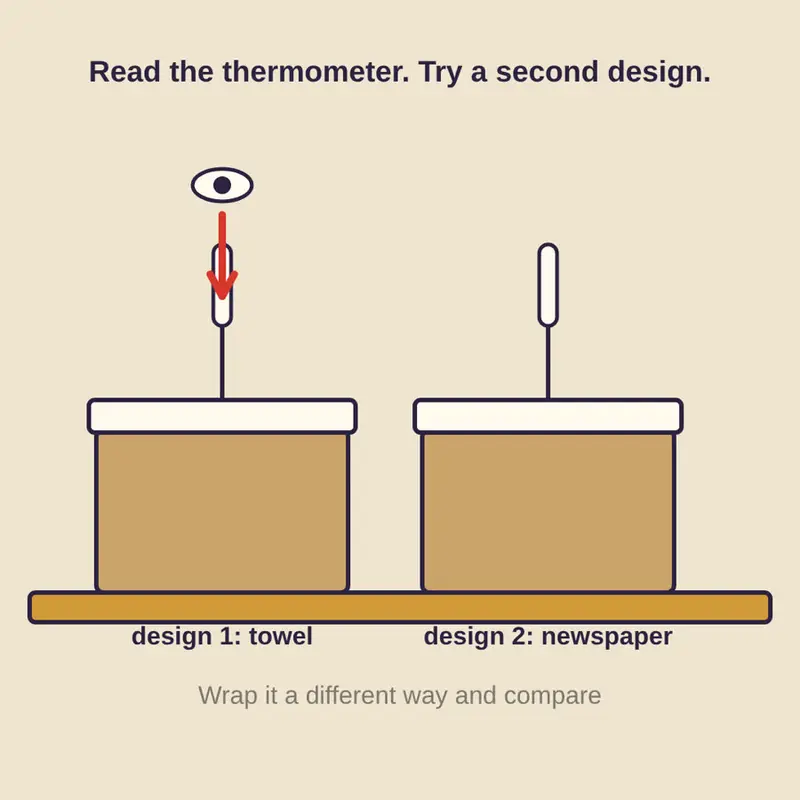 Read the thermometer. Try a second design.
design 1: towel
design 2: newspaper
Wrap it a different way and compare